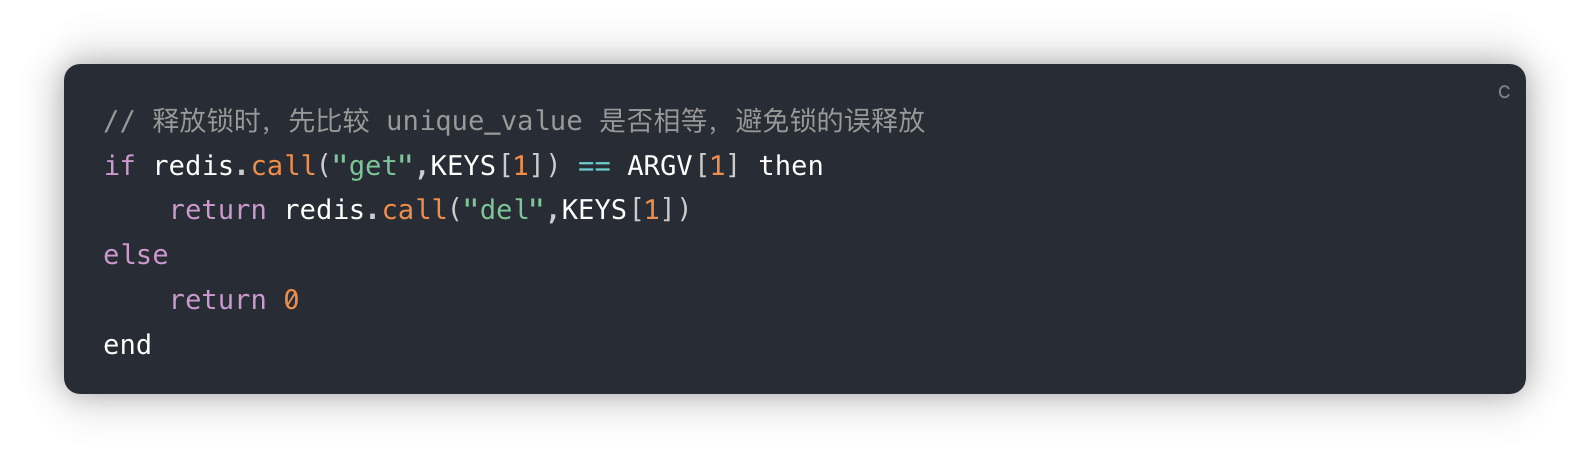 c
// 释放锁时，先比较 unique_value 是否相等，避免锁的误释放
if redis.call("get",KEYS[1]) == ARGV[1] then
    return redis.call("del",KEYS[1])
else
    return 0
end